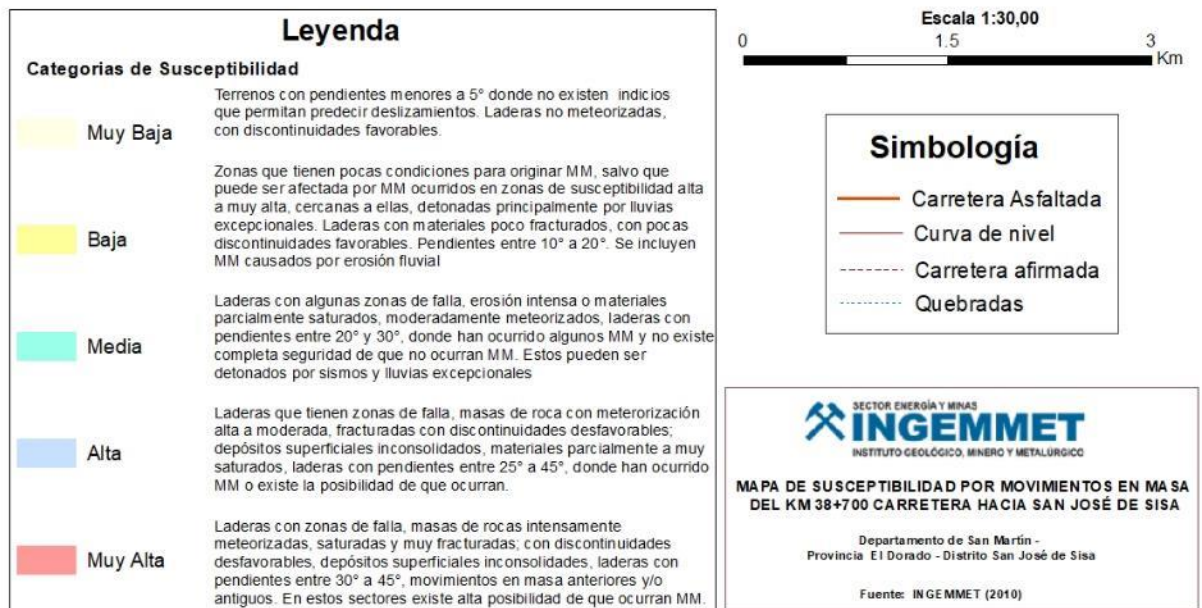 Leyenda
Categorias de Susceptibilidad
Muy Baja
Terrenos con pendientes menores a 5° donde no existen indicios
que permitan predecir deslizamientos. Laderas no meteorizadas,
con discontinuidades favorables.
Baja
Zonas que tienen pocas condiciones para originar MM, salvo que
puede ser afectada por MM ocurridos en zonas de susceptibilidad alta
a muy alta, cercanas a ellas, detonadas principalmente por lluvias
excepcionales. Laderas con materiales poco fracturados, con pocas
discontinuidades favorables. Pendientes entre 10° a 20°. Se incluyen
MM causados por erosión fluvial
Media
Laderas con algunas zonas de falla, erosión intensa o materiales
parcialmente saturados, moderadamente meteorizados, laderas con
pendientes entre 20° y 30°, donde han ocurrido algunos MM y no existe
completa seguridad de que no ocurran MM. Estos pueden ser
detonados por sismos y lluvias excepcionales
Alta
Laderas que tienen zonas de falla, masas de roca con meterorización
alta a moderada, fracturadas con discontinuidades desfavorables;
depósitos superficiales inconsolidados, materiales parcialmente a muy
saturados, laderas con pendientes entre 25° a 45°, donde han ocurrido
MM o existe la posibilidad de que ocurran.
Muy Alta
Laderas con zonas de falla, masas de rocas intensamente
meteorizadas, saturadas y muy fracturadas; con discontinuidades
desfavorables, depósitos superficiales inconsolidades, laderas con
pendientes entre 30° a 45°, movimientos en masa anteriores y/o
antiguos. En estos sectores existe alta posibilidad de que ocurran MM.
Escala 1:30,00
0 1.5 3
Km
Simbología
Carretera Asfaltada
Curva de nivel
Carretera afirmada
Quebradas
SECTOR ENERGÍA Y MINAS
INGEMMET
INSTITUTO GEOLÓGICO, MINERO Y METALÚRGICO
MAPA DE SUSCEPTIBILIDAD POR MOVIMIENTOS EN MASA
DEL KM 38+700 CARRETERA HACIA SAN JOSÉ DE SISA
Departamento de San Martín -
Provincia El Dorado - Distrito San José de Sisa
Fuente: INGEMMET (2010)